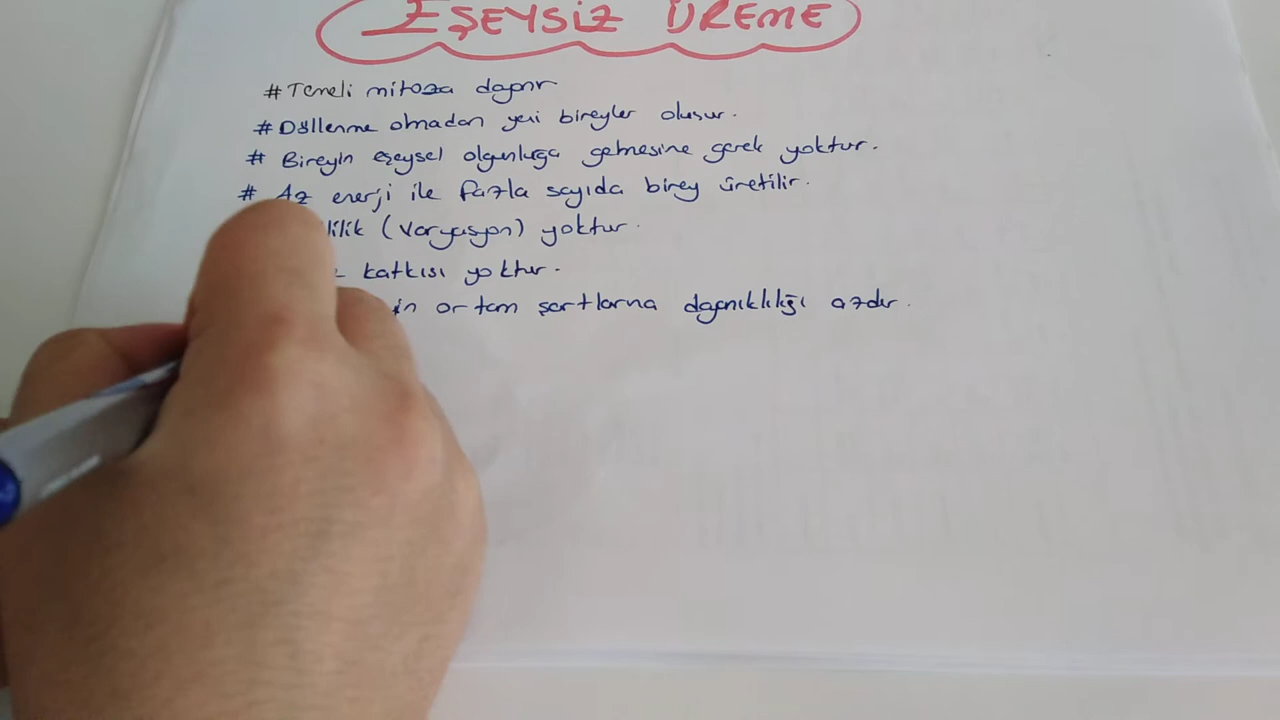 EŞEYSİZ ÜREME
# Temeli mitoza dayanır
# Döllenme olmadan yeni bireyler oluşur.
# Bireyin eşeysel olgunluğa gelmesine gerek yoktur.
# Az enerji ile fazla sayıda birey üretilir.
lilik (varyasyon) yoktur.
katkısı yoktur.
in ortam şartlarına dayanıklılığı azdır.